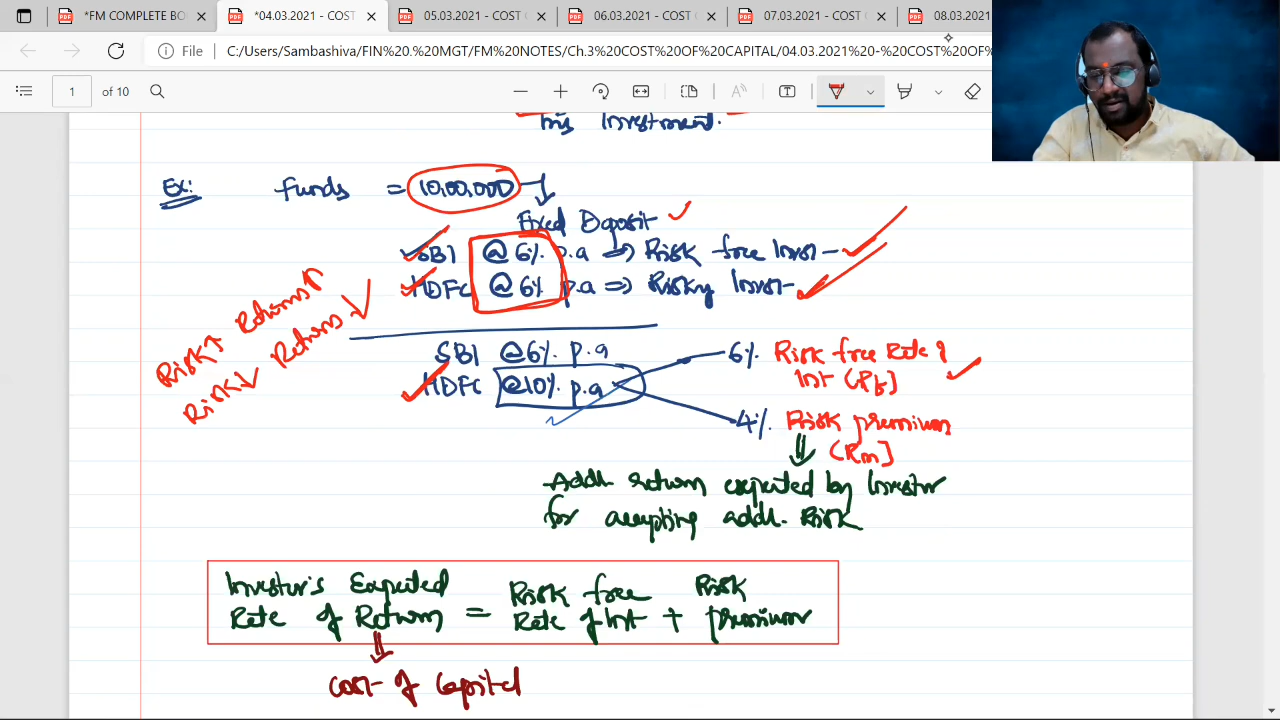 *FM COMPLETE BO
*04.03.2021 - COST
05.03.2021 - COST C
06.03.2021 - COST C
07.03.2021 - COST C
08.03.2021
File C:/Users/Sambashiva/FIN%20.%20MGT/FM%20NOTES/Ch.3%20COST%20OF%20CAPITAL/04.03.2021%20-%20COST%20OF%
1 of 10
his Investment.
Ex: Funds = 10,00,000
Fixed Deposit
SBI @ 6% p.a => Risk free Invst -
HDFC @ 6% p.a => Risky Invst -
Risk↑ Returns↑
Risk↓ Returns↓
SBI @6% p.a
HDFC @10% p.a
6% Risk free Rate of
Int (Rf)
4% Risk premium
(Rm)
Addl. return expected by Investor
for accepting addl. Risk
Investor's Expected Rate of Return = Risk free Rate of Int + Risk premium
Cost of Capital